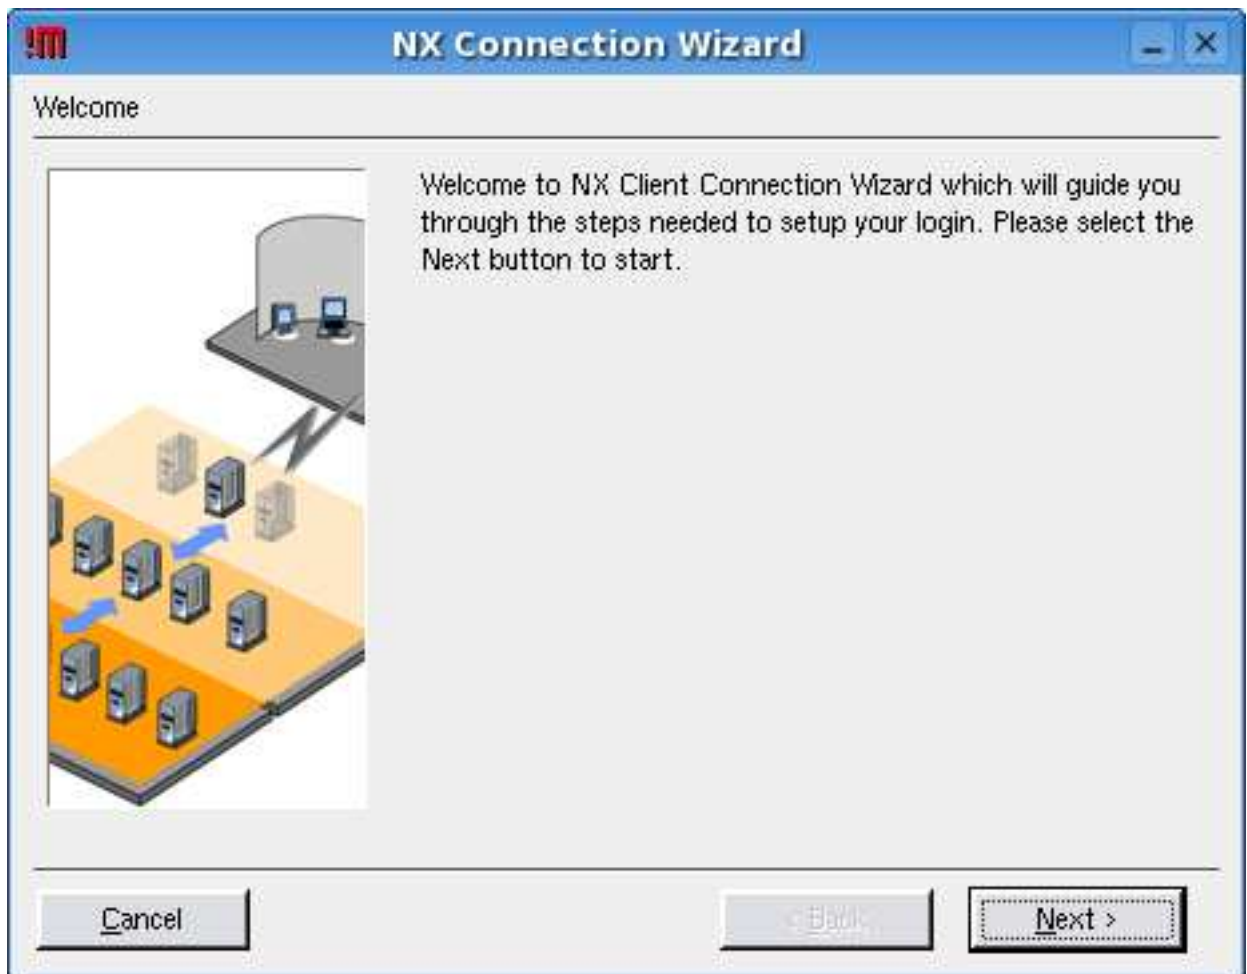 !M
NX Connection Wizard
Welcome
Welcome to NX Client Connection Wizard which will guide you
through the steps needed to setup your login. Please select the
Next button to start.
Cancel
< Back
Next >